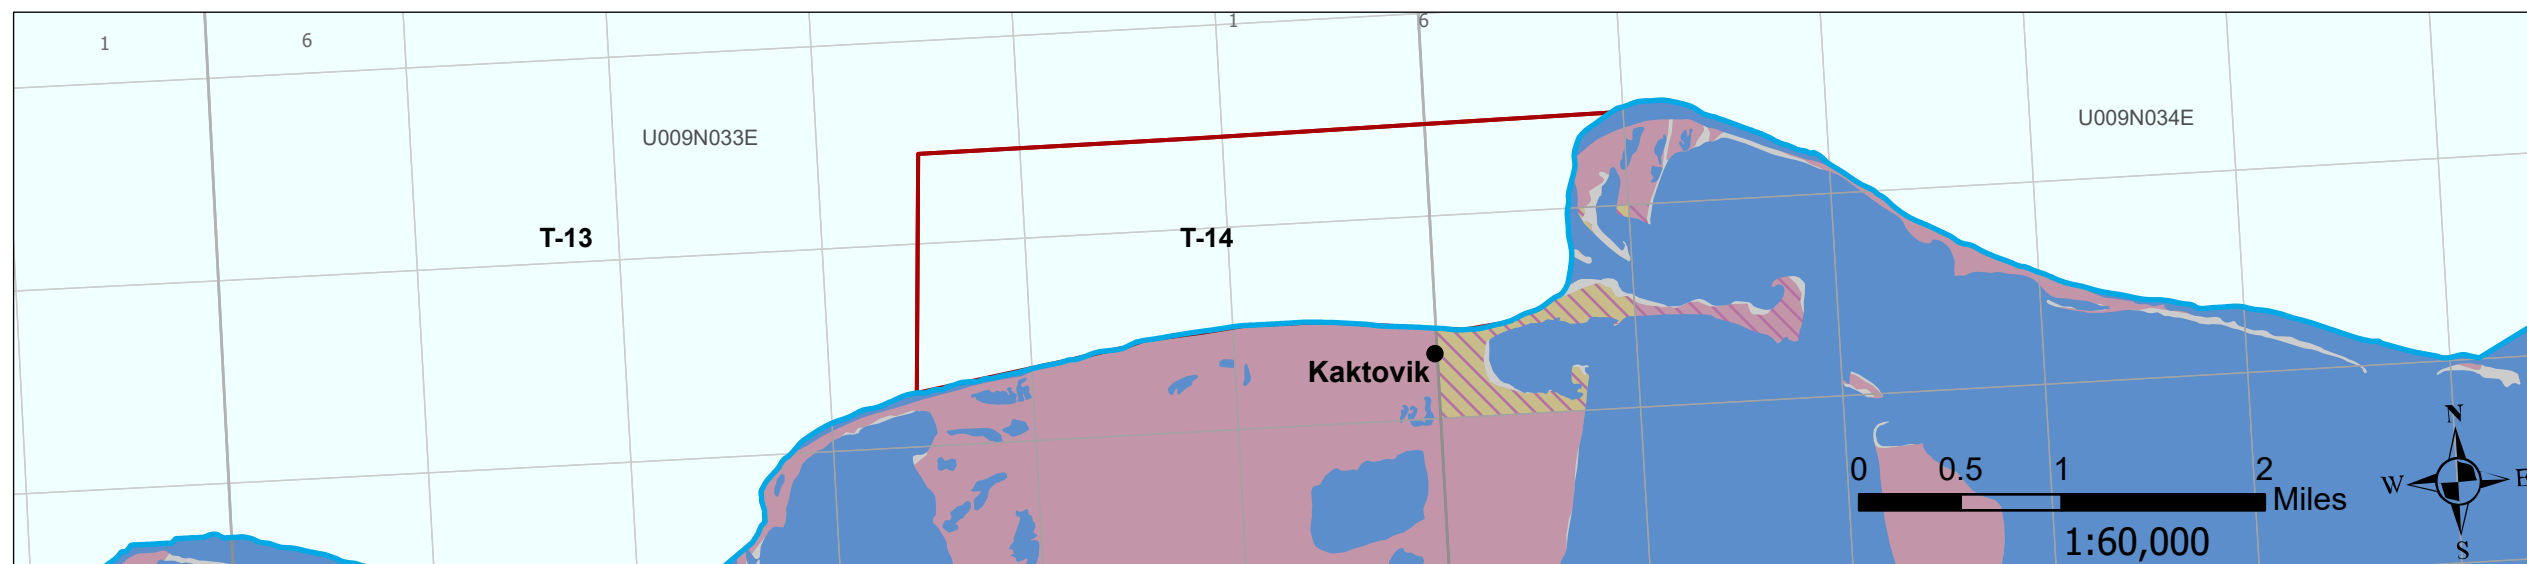 1 6 1 6
U009N033E
U009N034E
T-13
T-14
Kaktovik
N
W E
S
0 0.5 1 2
Miles
1:60,000